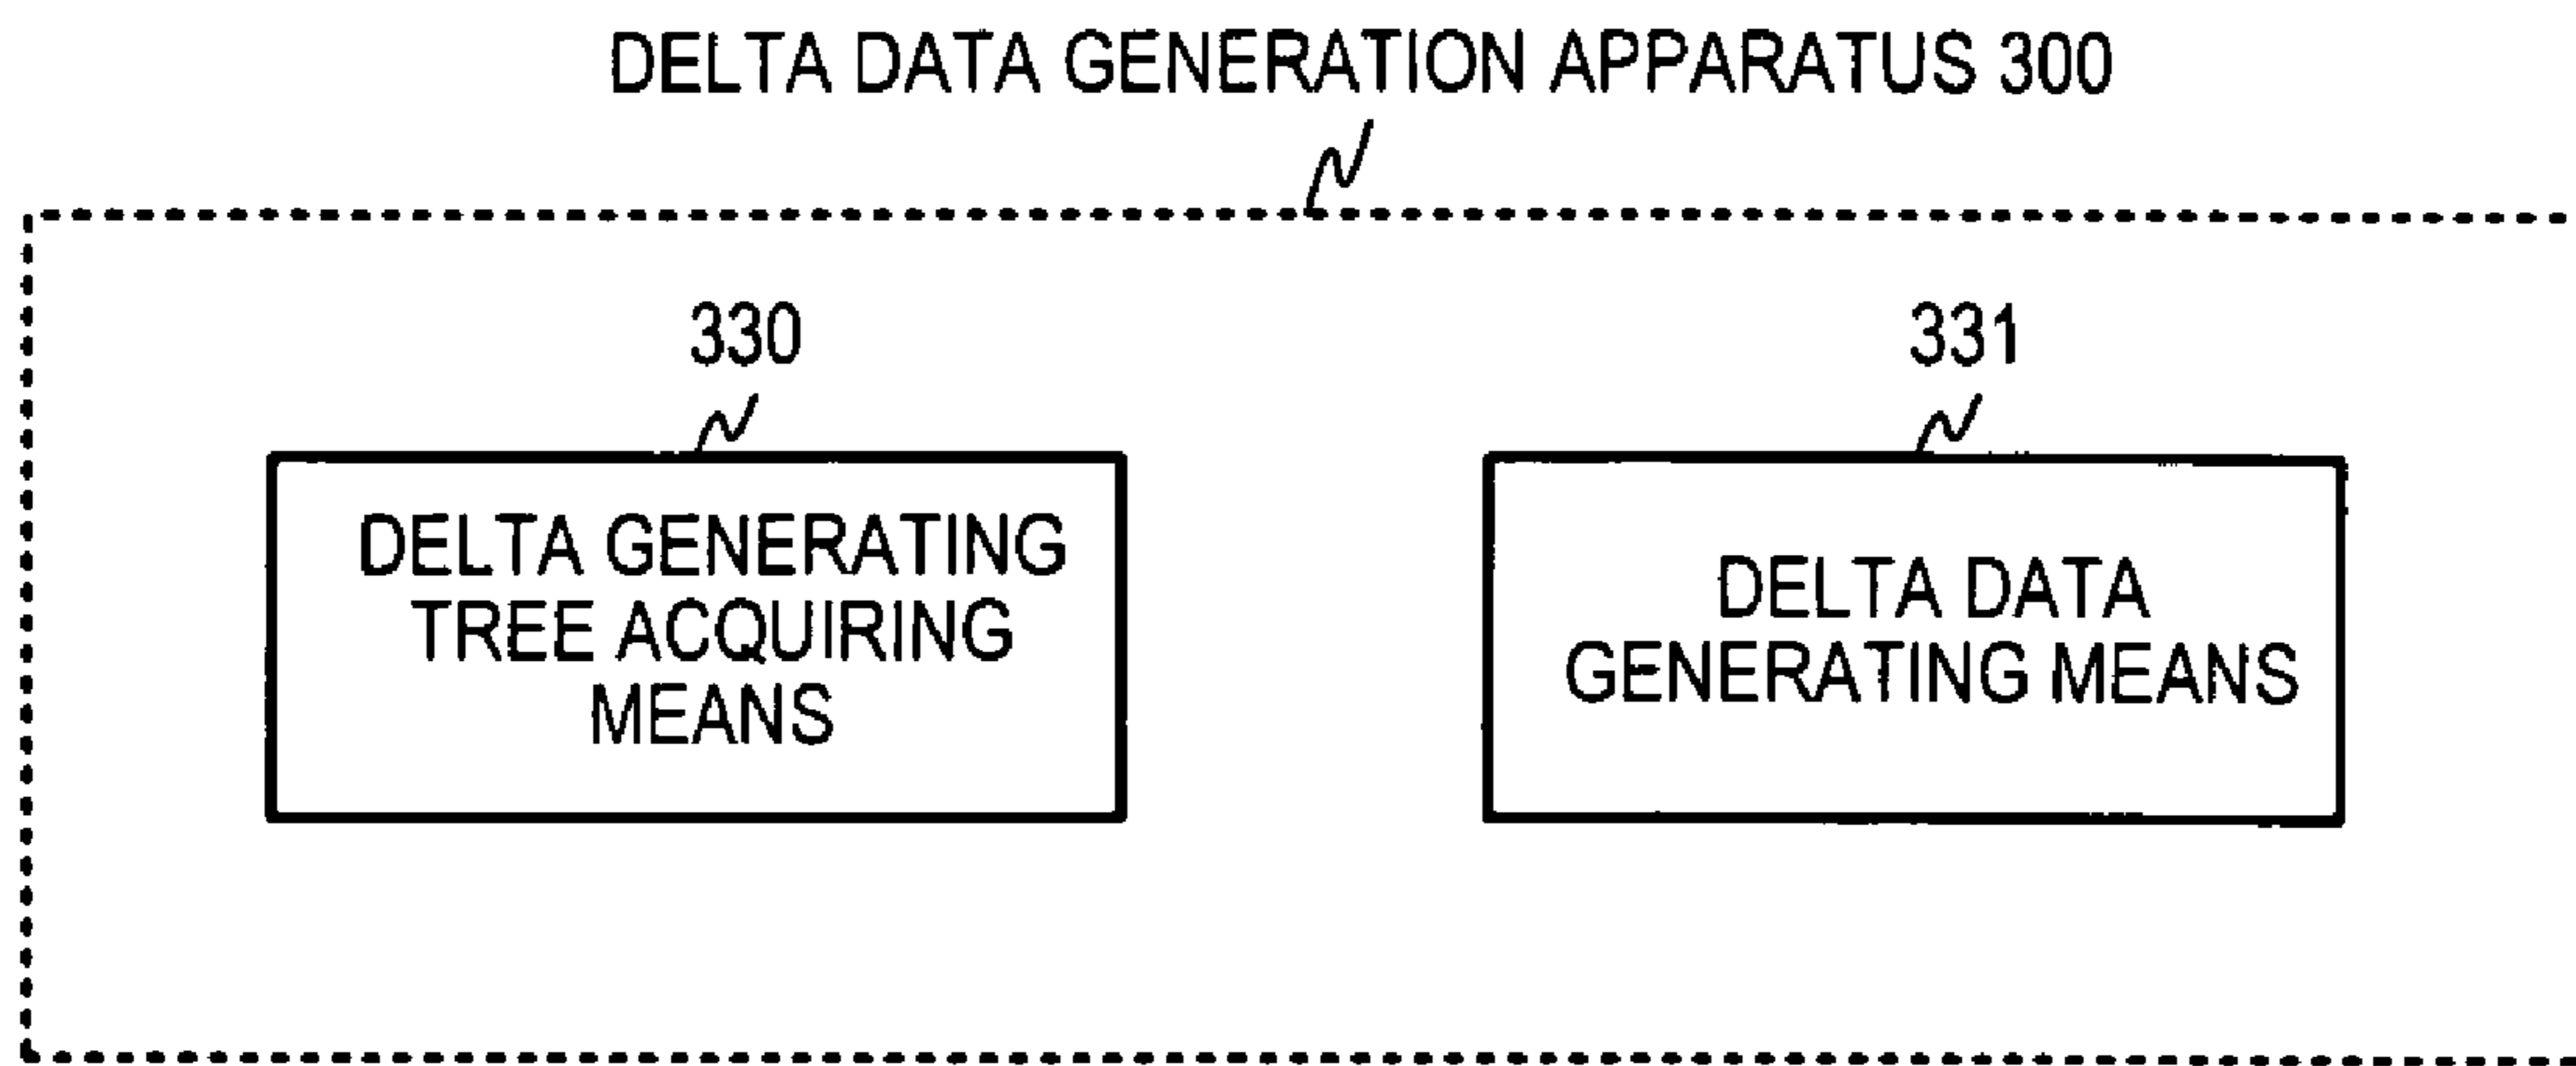 DELTA DATA GENERATION APPARATUS 300
330
331
DELTA GENERATING
TREE ACQUIRING
MEANS
DELTA DATA
GENERATING MEANS